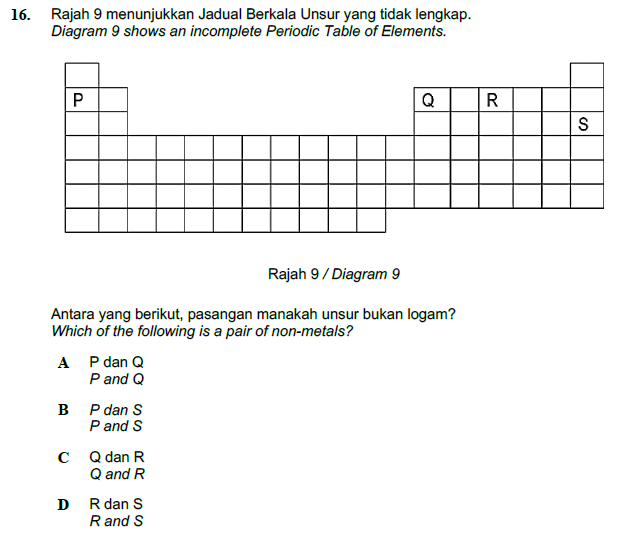 16. Rajah 9 menunjukkan Jadual Berkala Unsur yang tidak lengkap.
Diagram 9 shows an incomplete Periodic Table of Elements.
P Q R
S
Rajah 9 / Diagram 9
Antara yang berikut, pasangan manakah unsur bukan logam?
Which of the following is a pair of non-metals?
A P dan Q
P and Q
B P dan S
P and S
C Q dan R
Q and R
D R dan S
R and S